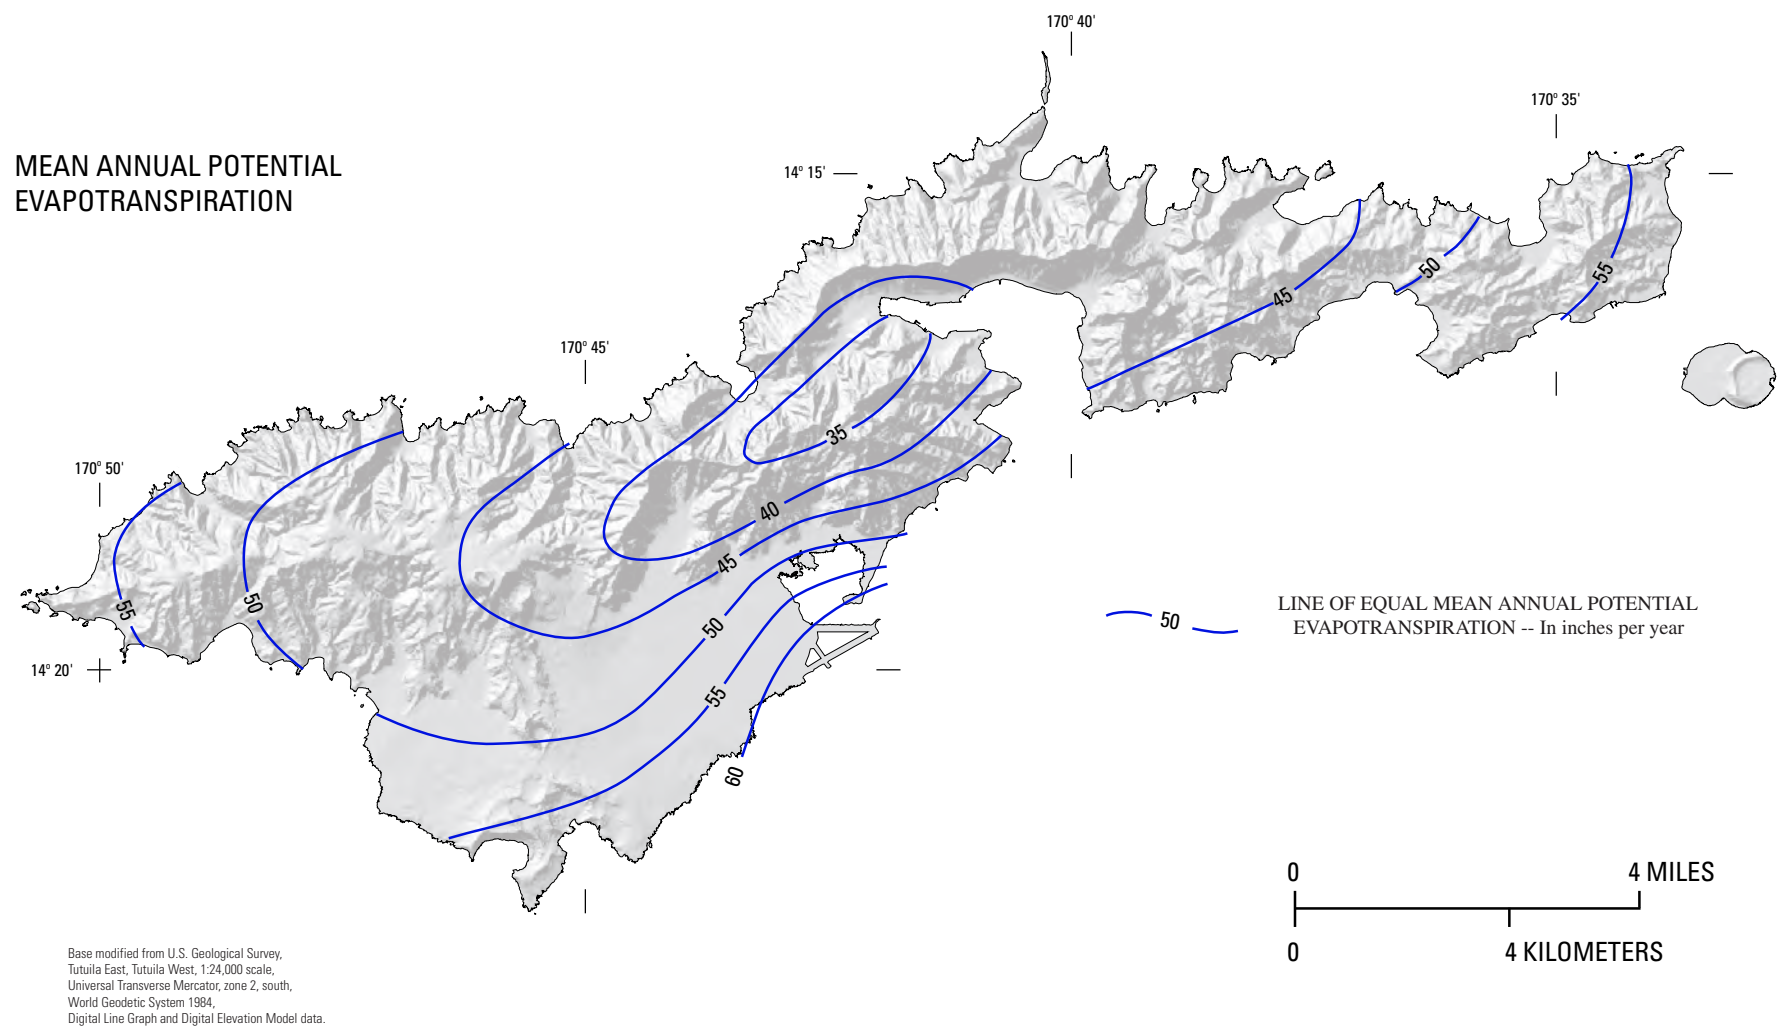 170° 40'
170° 35'
MEAN ANNUAL POTENTIAL
EVAPOTRANSPIRATION
14° 15'
50
55
45
170° 45'
35
170° 50'
40
45
55
50
50
LINE OF EQUAL MEAN ANNUAL POTENTIAL
50
EVAPOTRANSPIRATION -- In inches per year
14° 20'
55
60
0
4 MILES
0
4 KILOMETERS
Base modified from U.S. Geological Survey,
Tutuila East, Tutuila West, 1:24,000 scale,
Universal Transverse Mercator, zone 2, south,
World Geodetic System 1984,
Digital Line Graph and Digital Elevation Model data.